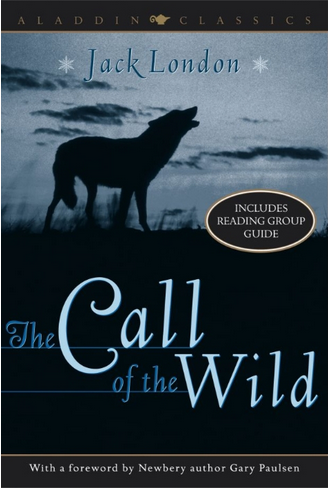 ALADDIN CLASSICS
Jack London
INCLUDES
READING GROUP
GUIDE
The Call
of the Wild
With a foreword by Newbery author Gary Paulsen